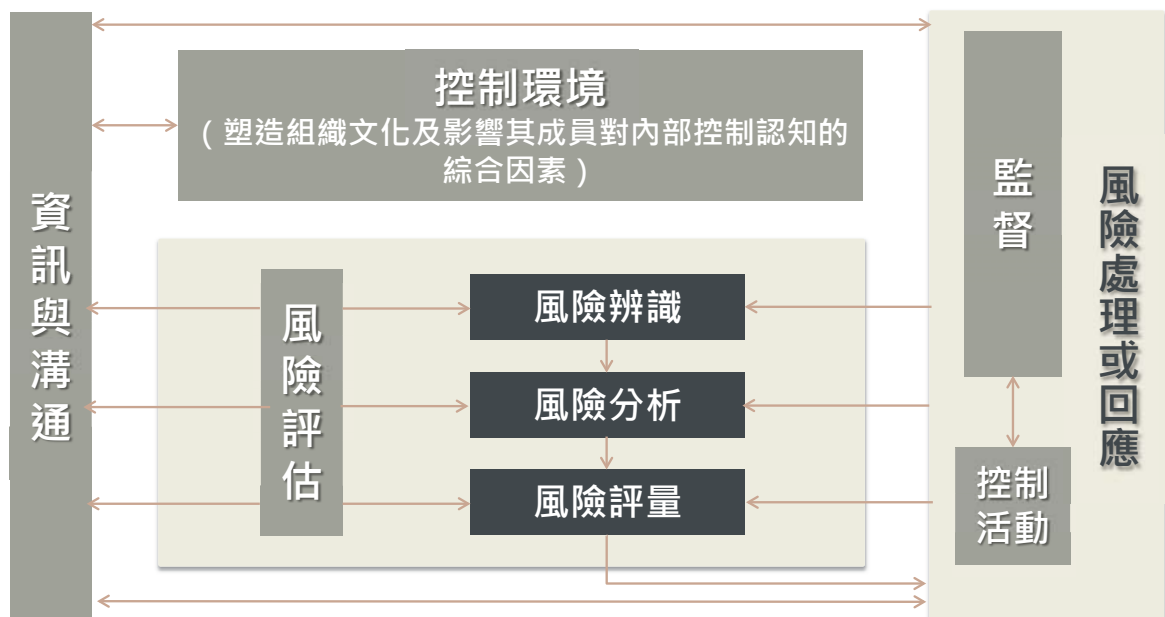 控制環境
（塑造組織文化及影響其成員對內部控制認知的
綜合因素）
資訊與溝通
風險評估
風險辨識
風險分析
風險評量
監督
控制
活動
風險處理或回應